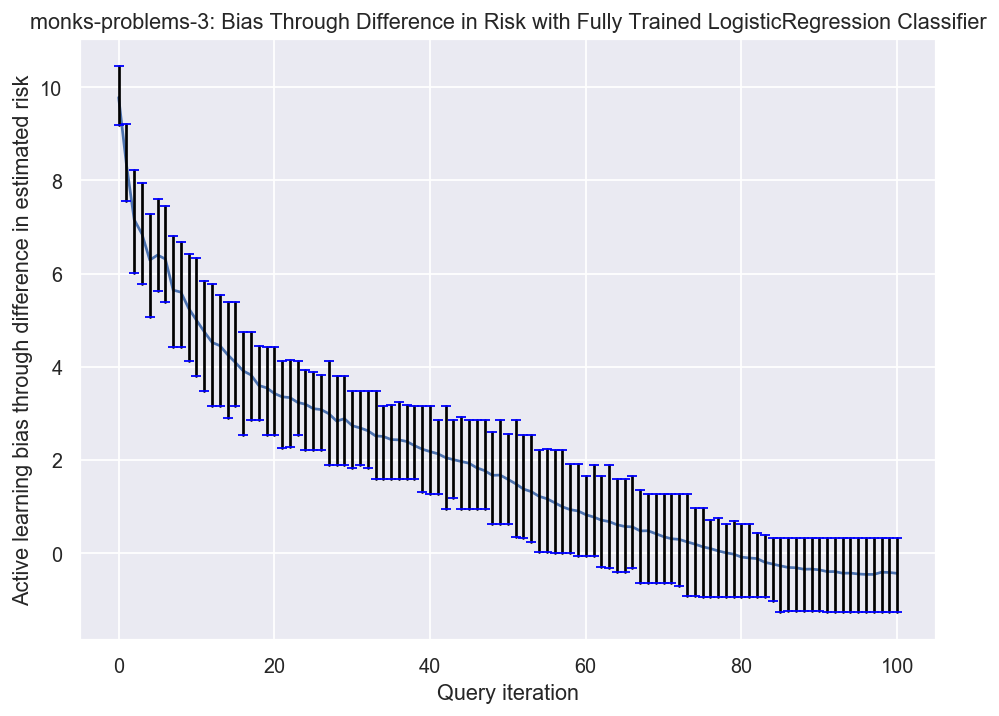 monks-problems-3: Bias Through Difference in Risk with Fully Trained LogisticRegression Classifier
Active learning bias through difference in estimated risk
10
8
6
4
2
0
0 20 40 60 80 100
Query iteration